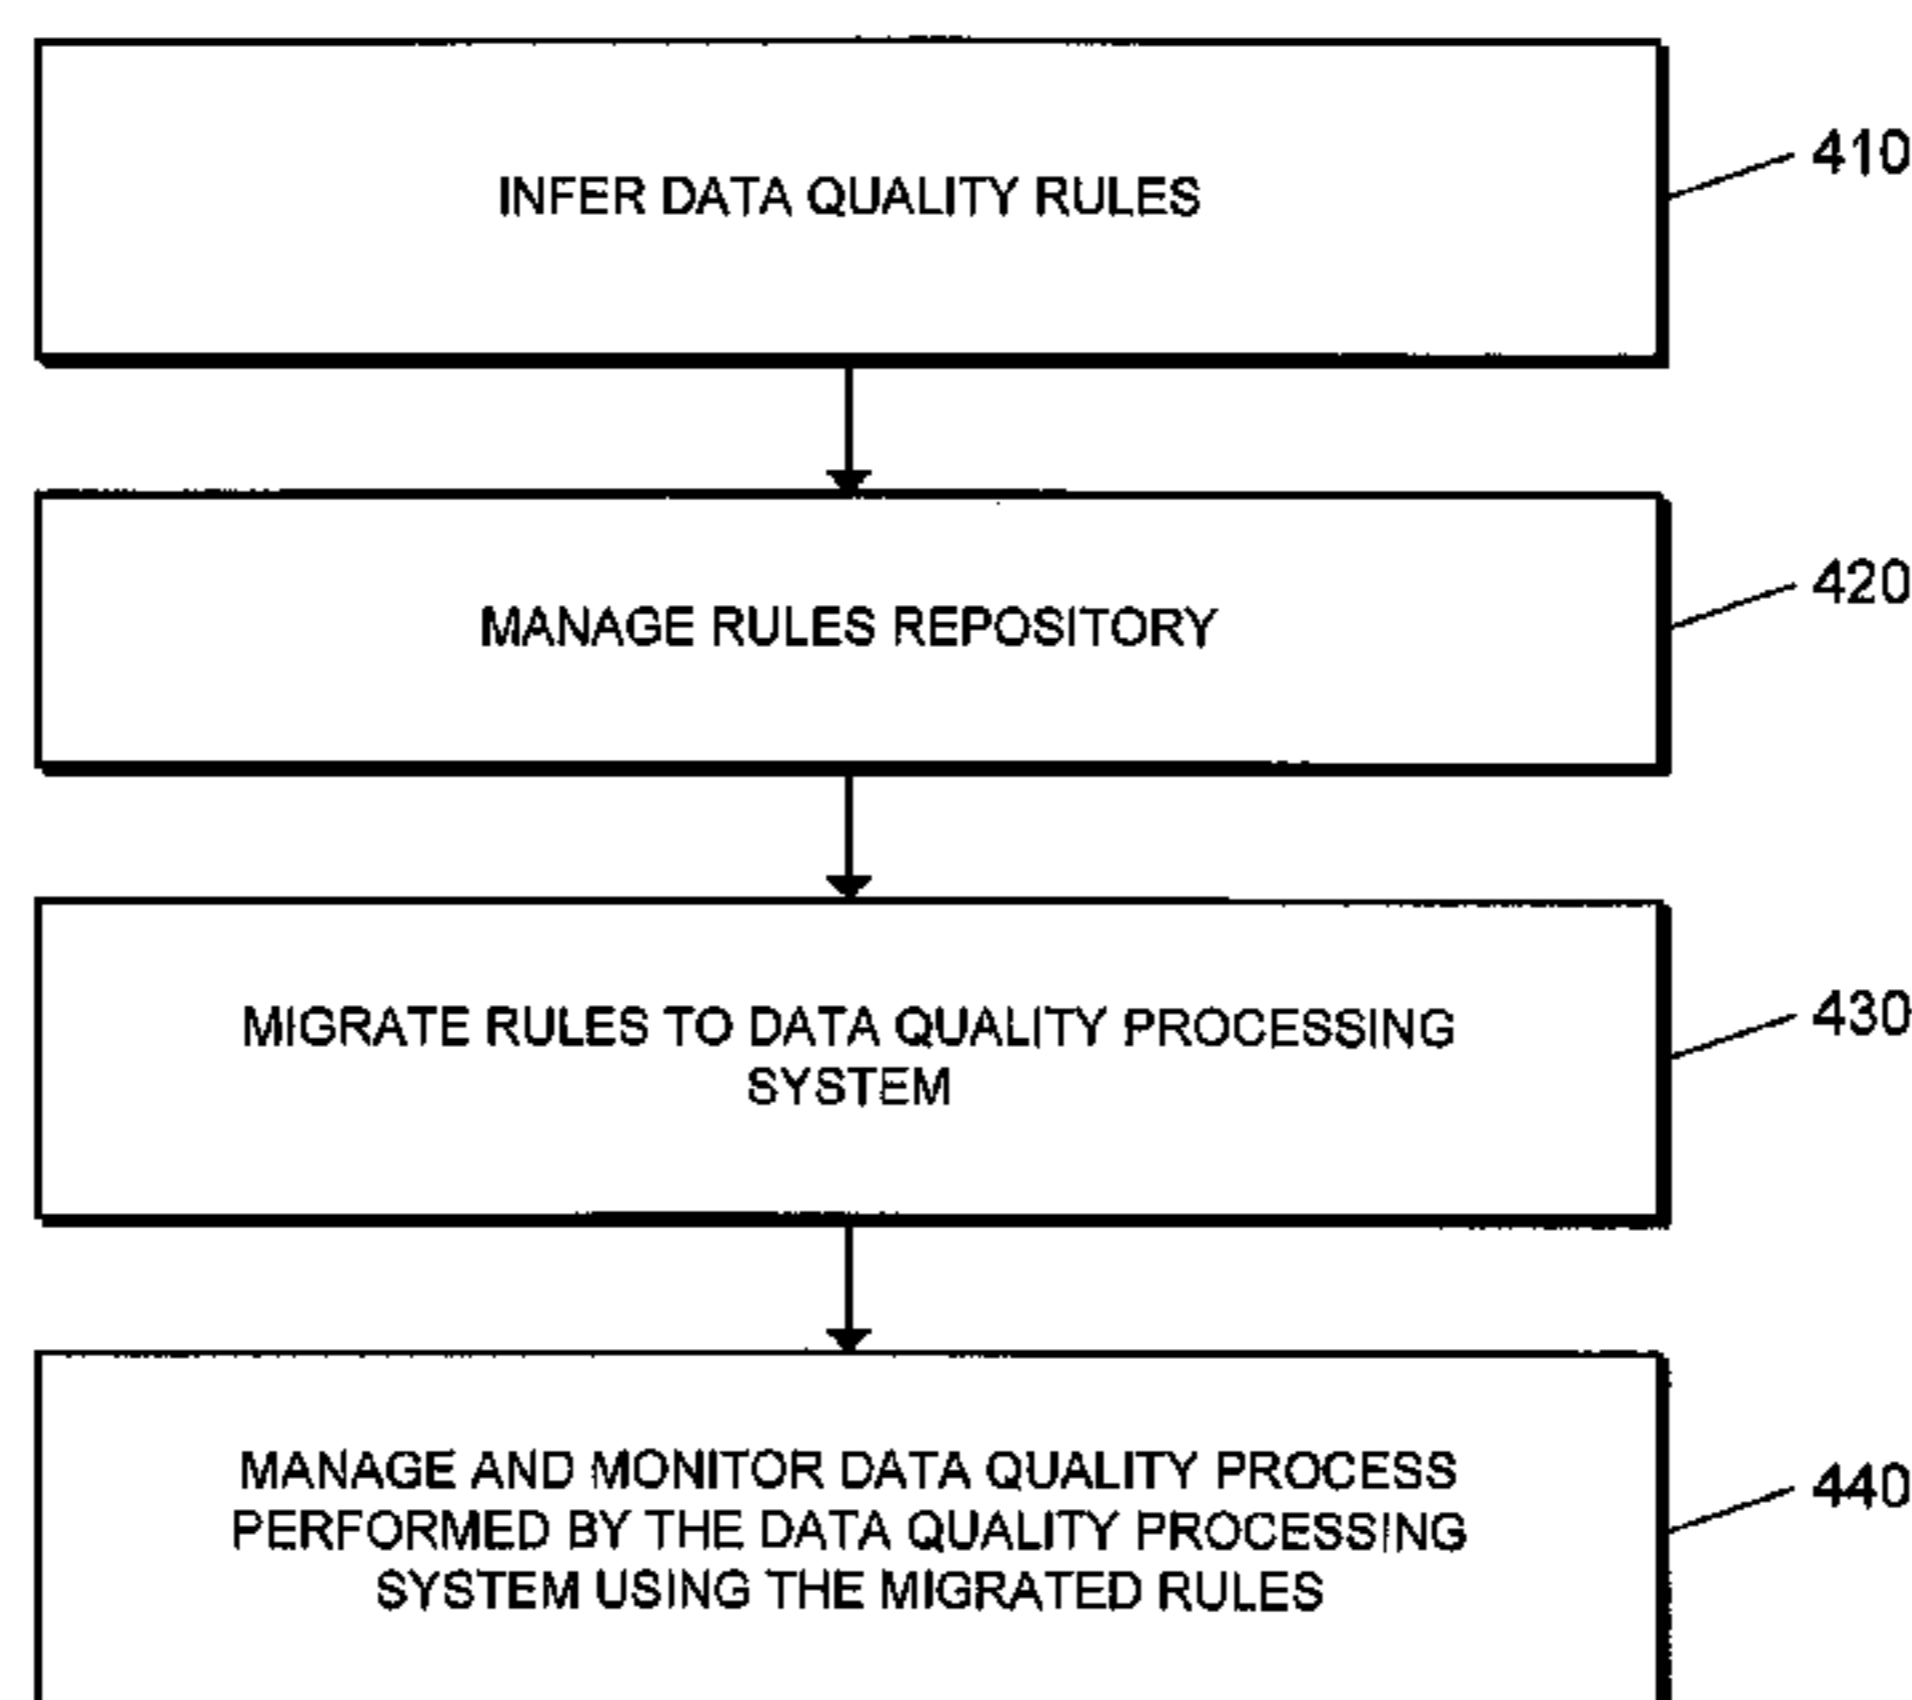 INFER DATA QUALITY RULES
410
MANAGE RULES REPOSITORY
420
MIGRATE RULES TO DATA QUALITY PROCESSING
SYSTEM
430
MANAGE AND MONITOR DATA QUALITY PROCESS
PERFORMED BY THE DATA QUALITY PROCESSING
SYSTEM USING THE MIGRATED RULES
440